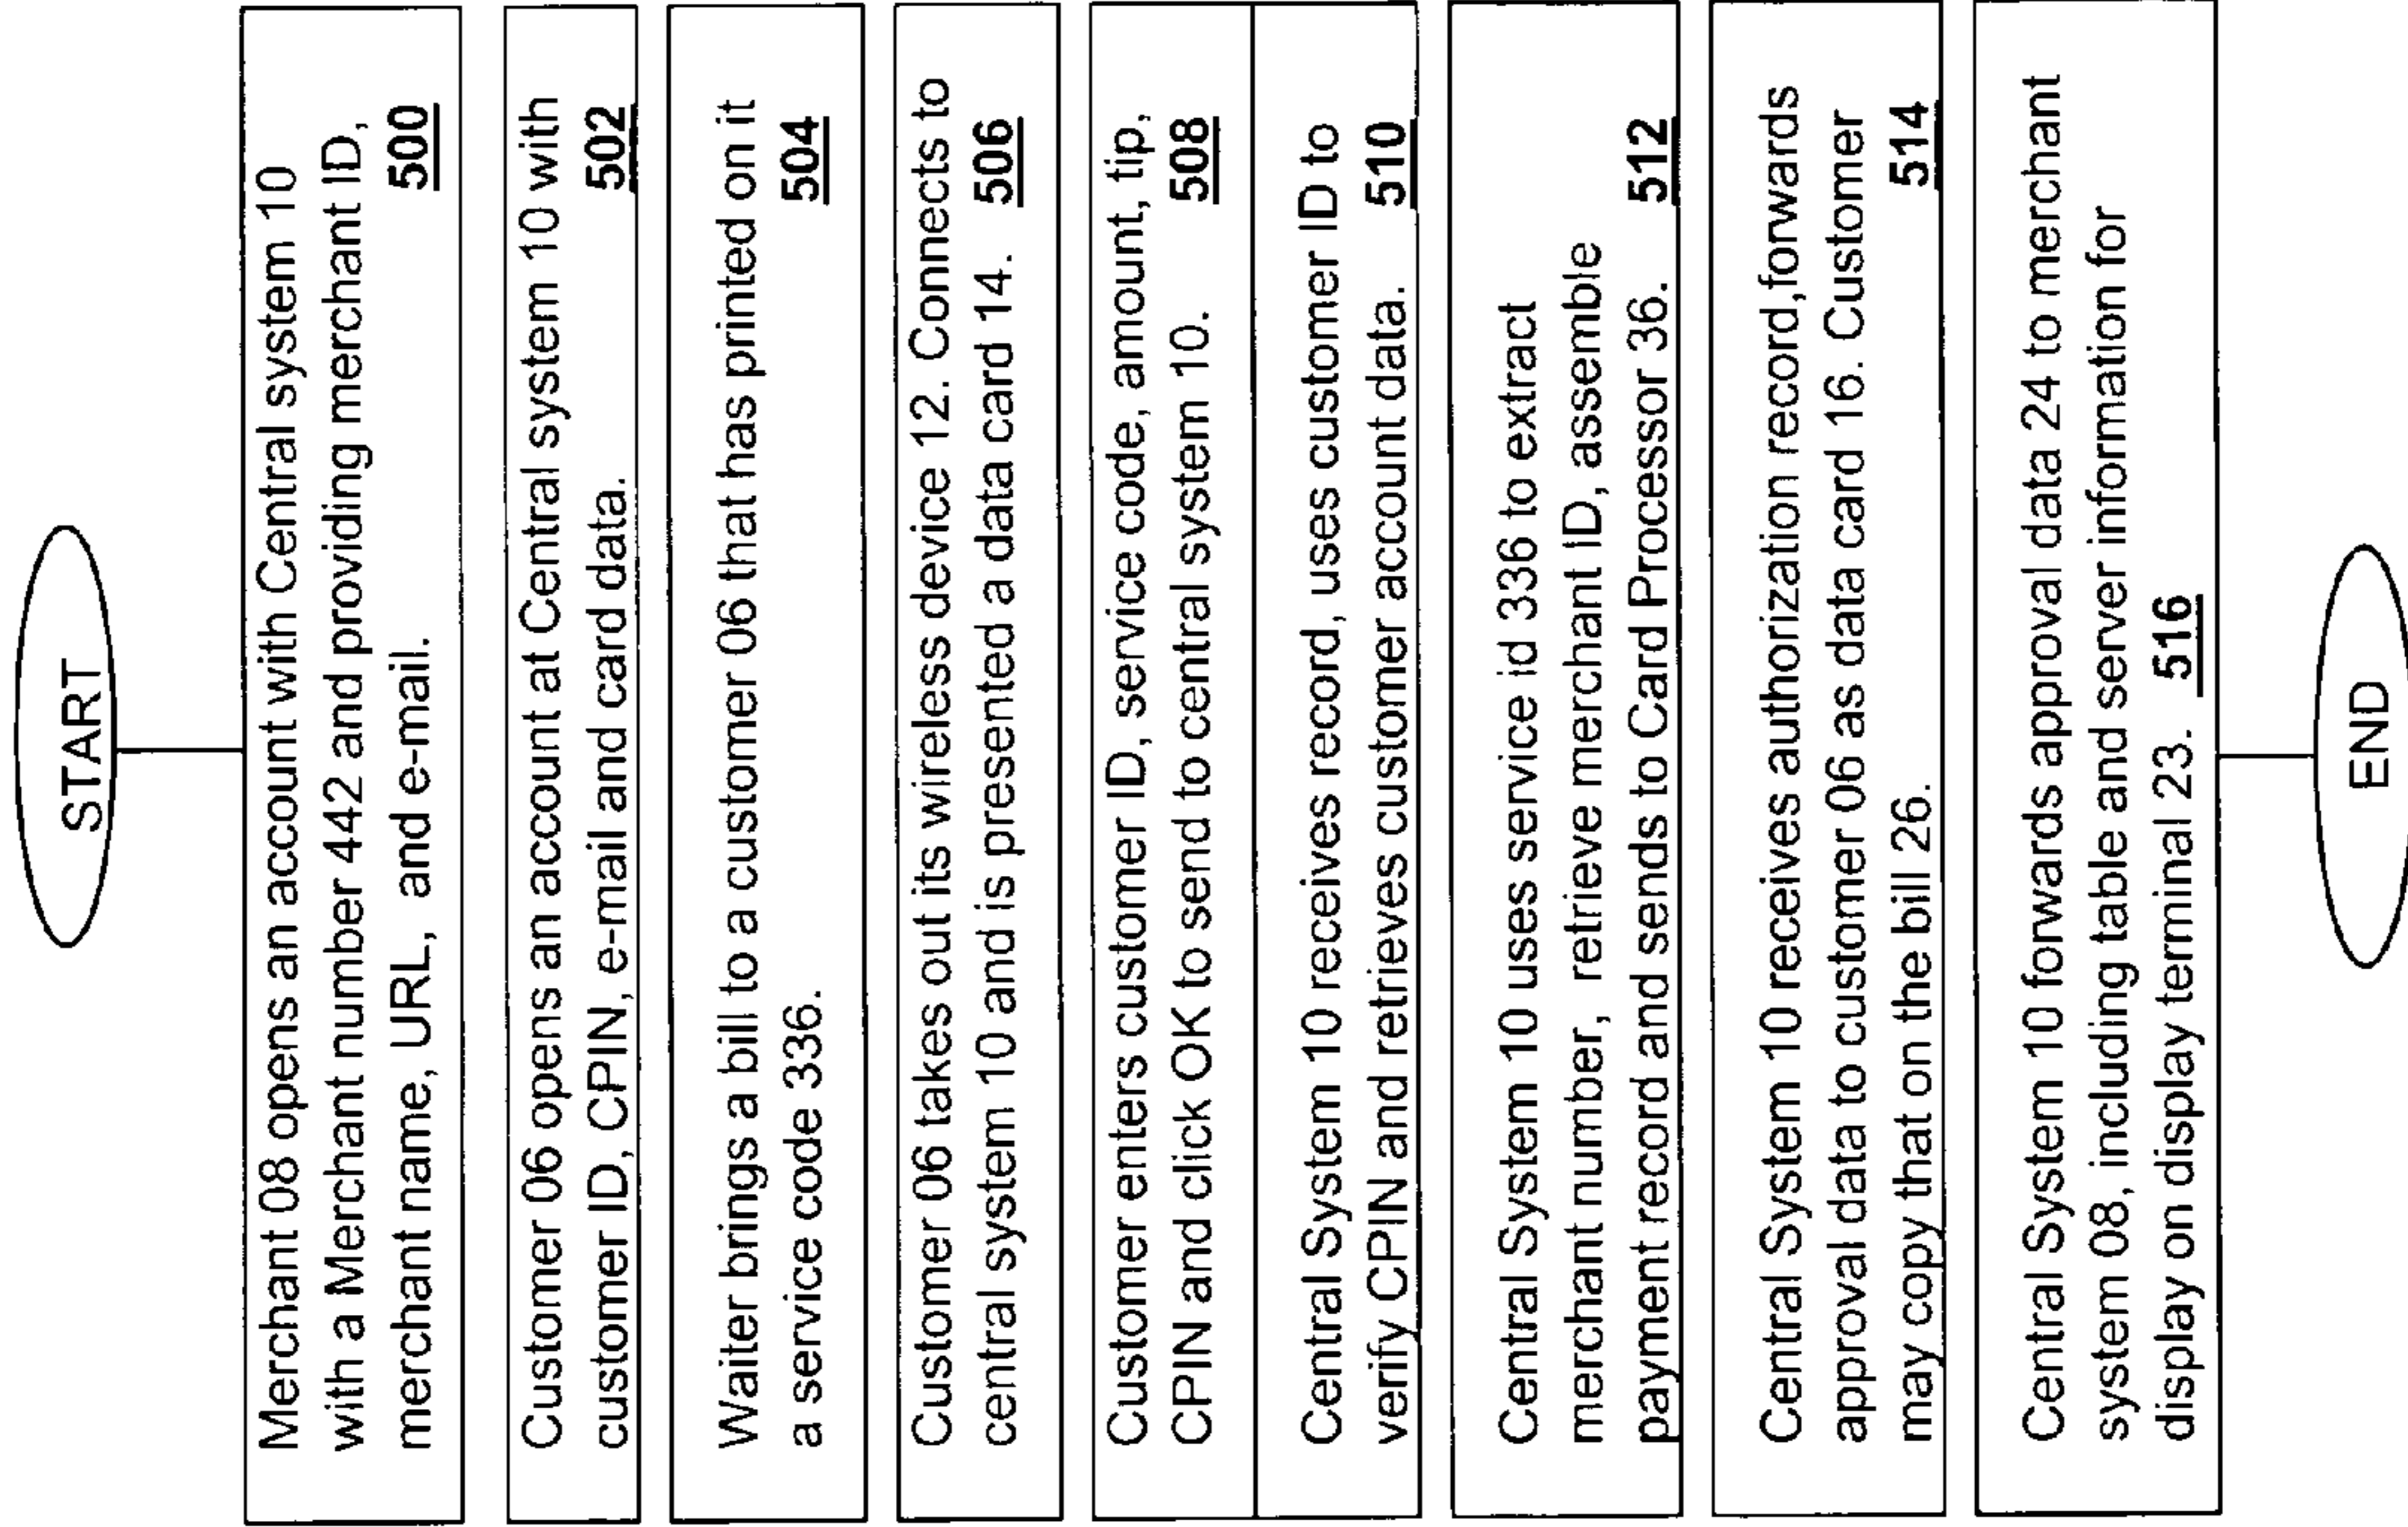 START
Merchant 08 opens an account with Central system 10
with a Merchant number 442 and providing merchant ID,
merchant name, URL, and e-mail. 500
Customer 06 opens an account at Central system 10 with
customer ID, CPIN, e-mail and card data. 502
Waiter brings a bill to a customer 06 that has printed on it
a service code 336. 504
Customer 06 takes out its wireless device 12. Connects to
central system 10 and is presented a data card 14. 506
Customer enters customer ID, service code, amount, tip,
CPIN and click OK to send to central system 10. 508
Central System 10 receives record, uses customer ID to
verify CPIN and retrieves customer account data. 510
Central System 10 uses service id 336 to extract
merchant number, retrieve merchant ID, assemble
payment record and sends to Card Processor 36. 512
Central System 10 receives authorization record,forwards
approval data to customer 06 as data card 16. Customer
may copy that on the bill 26. 514
Central System 10 forwards approval data 24 to merchant
system 08, including table and server information for
display on display terminal 23. 516
END